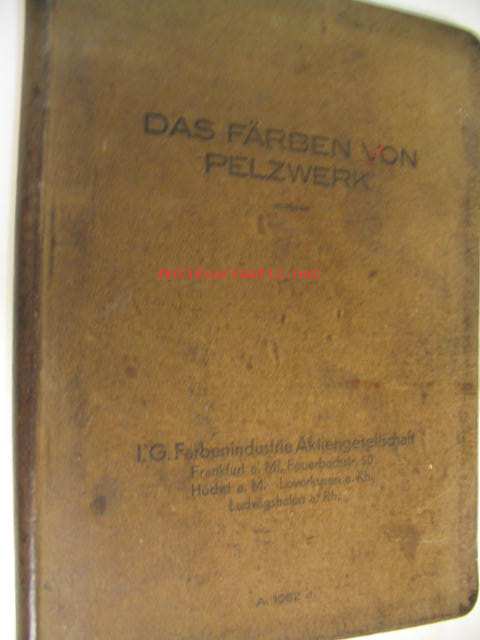 DAS FÄRBEN VON
PELZWERK
I. G. Farbenindustrie Aktiengesellschaft
Frankfurt a. M., Feuerbachstr. 50
Höchst a. M. Leverkusen a. Rh.
Ludwigshafen a. Rh.
A. 1062 d.